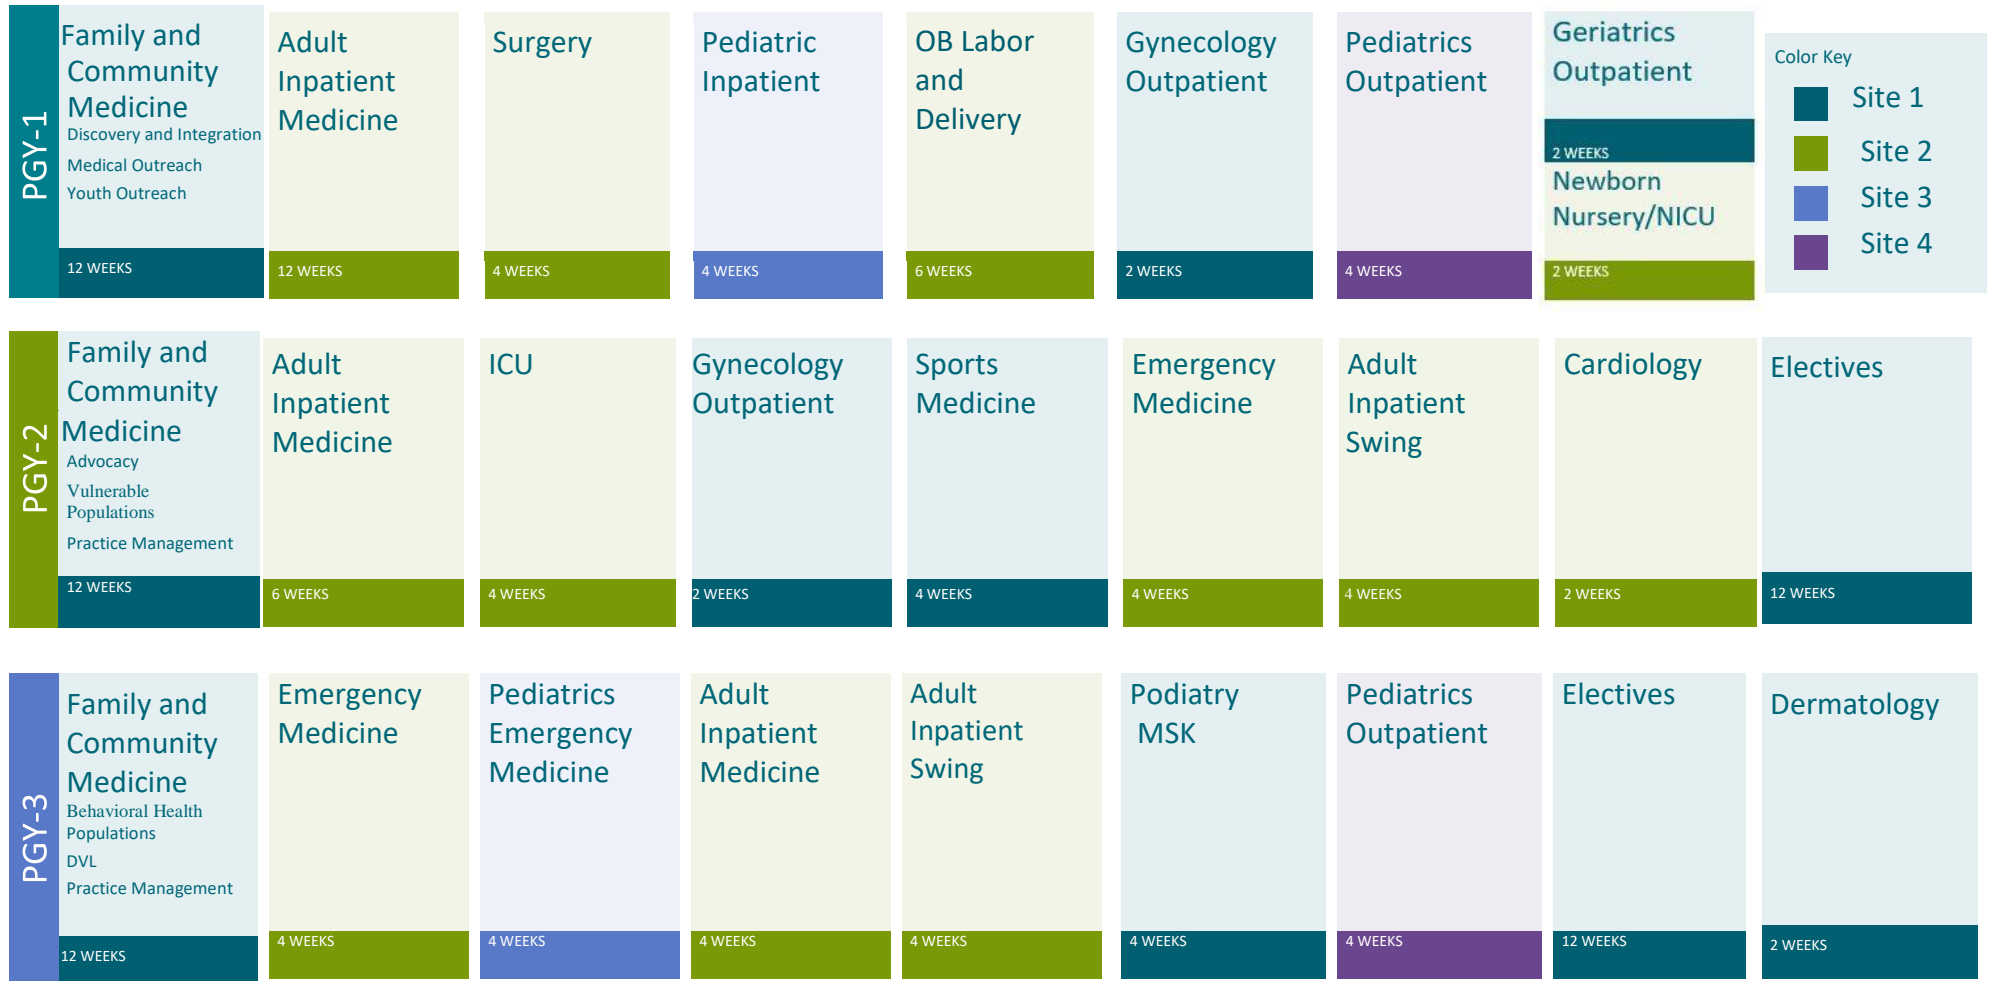 PGY-1
Family and
Community
Medicine
Discovery and Integration
Medical Outreach
Youth Outreach
12 WEEKS
Adult
Inpatient
Medicine
12 WEEKS
Surgery
4 WEEKS
Pediatric
Inpatient
4 WEEKS
OB Labor
and
Delivery
6 WEEKS
Gynecology
Outpatient
2 WEEKS
Pediatrics
Outpatient
4 WEEKS
Geriatrics
Outpatient
2 WEEKS
Newborn
Nursery/NICU
2 WEEKS
Color Key
Site 1
Site 2
Site 3
Site 4
PGY-2
Family and
Community
Medicine
Advocacy
Vulnerable
Populations
Practice Management
12 WEEKS
Adult
Inpatient
Medicine
6 WEEKS
ICU
4 WEEKS
Gynecology
Outpatient
2 WEEKS
Sports
Medicine
4 WEEKS
Emergency
Medicine
4 WEEKS
Adult
Inpatient
Swing
4 WEEKS
Cardiology
2 WEEKS
Electives
12 WEEKS
PGY-3
Family and
Community
Medicine
Behavioral Health
Populations
DVL
Practice Management
12 WEEKS
Emergency
Medicine
4 WEEKS
Pediatrics
Emergency
Medicine
4 WEEKS
Adult
Inpatient
Medicine
4 WEEKS
Adult
Inpatient
Swing
4 WEEKS
Podiatry
MSK
4 WEEKS
Pediatrics
Outpatient
4 WEEKS
Electives
12 WEEKS
Dermatology
2 WEEKS